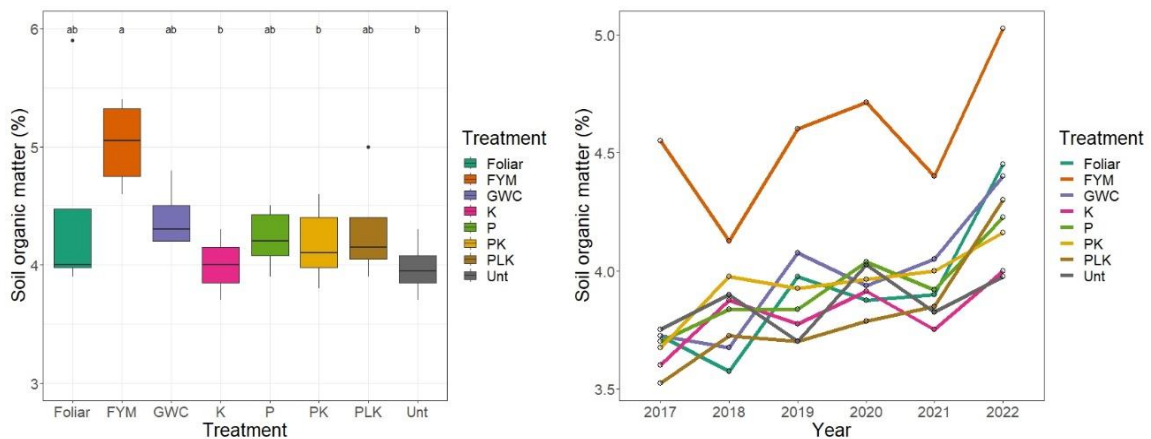 Soil organic matter (%)
6
5
4
3
ab
a
ab
b
ab
b
ab
b
Foliar
FYM
GWC
K
P
PK
PLK
Unt
Treatment
Treatment
Foliar
FYM
GWC
K
P
PK
PLK
Unt
Soil organic matter (%)
5.0
4.5
4.0
3.5
2017
2018
2019
2020
2021
2022
Year
Treatment
Foliar
FYM
GWC
K
P
PK
PLK
Unt